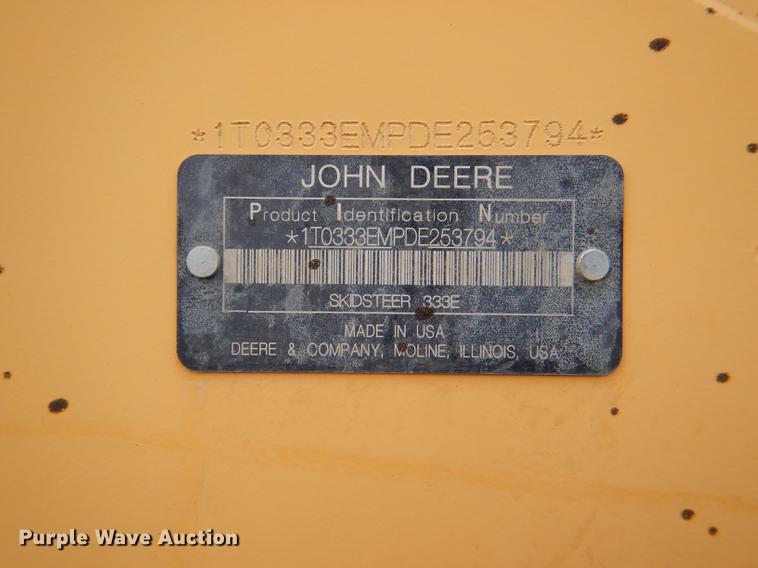 *1T0333EMPDE253794*
JOHN DEERE
Product Identification Number
*1T0333EMPDE253794*
SKIDSTEER 333E
MADE IN USA
DEERE & COMPANY, MOLINE, ILLINOIS, USA
Purple Wave Auction